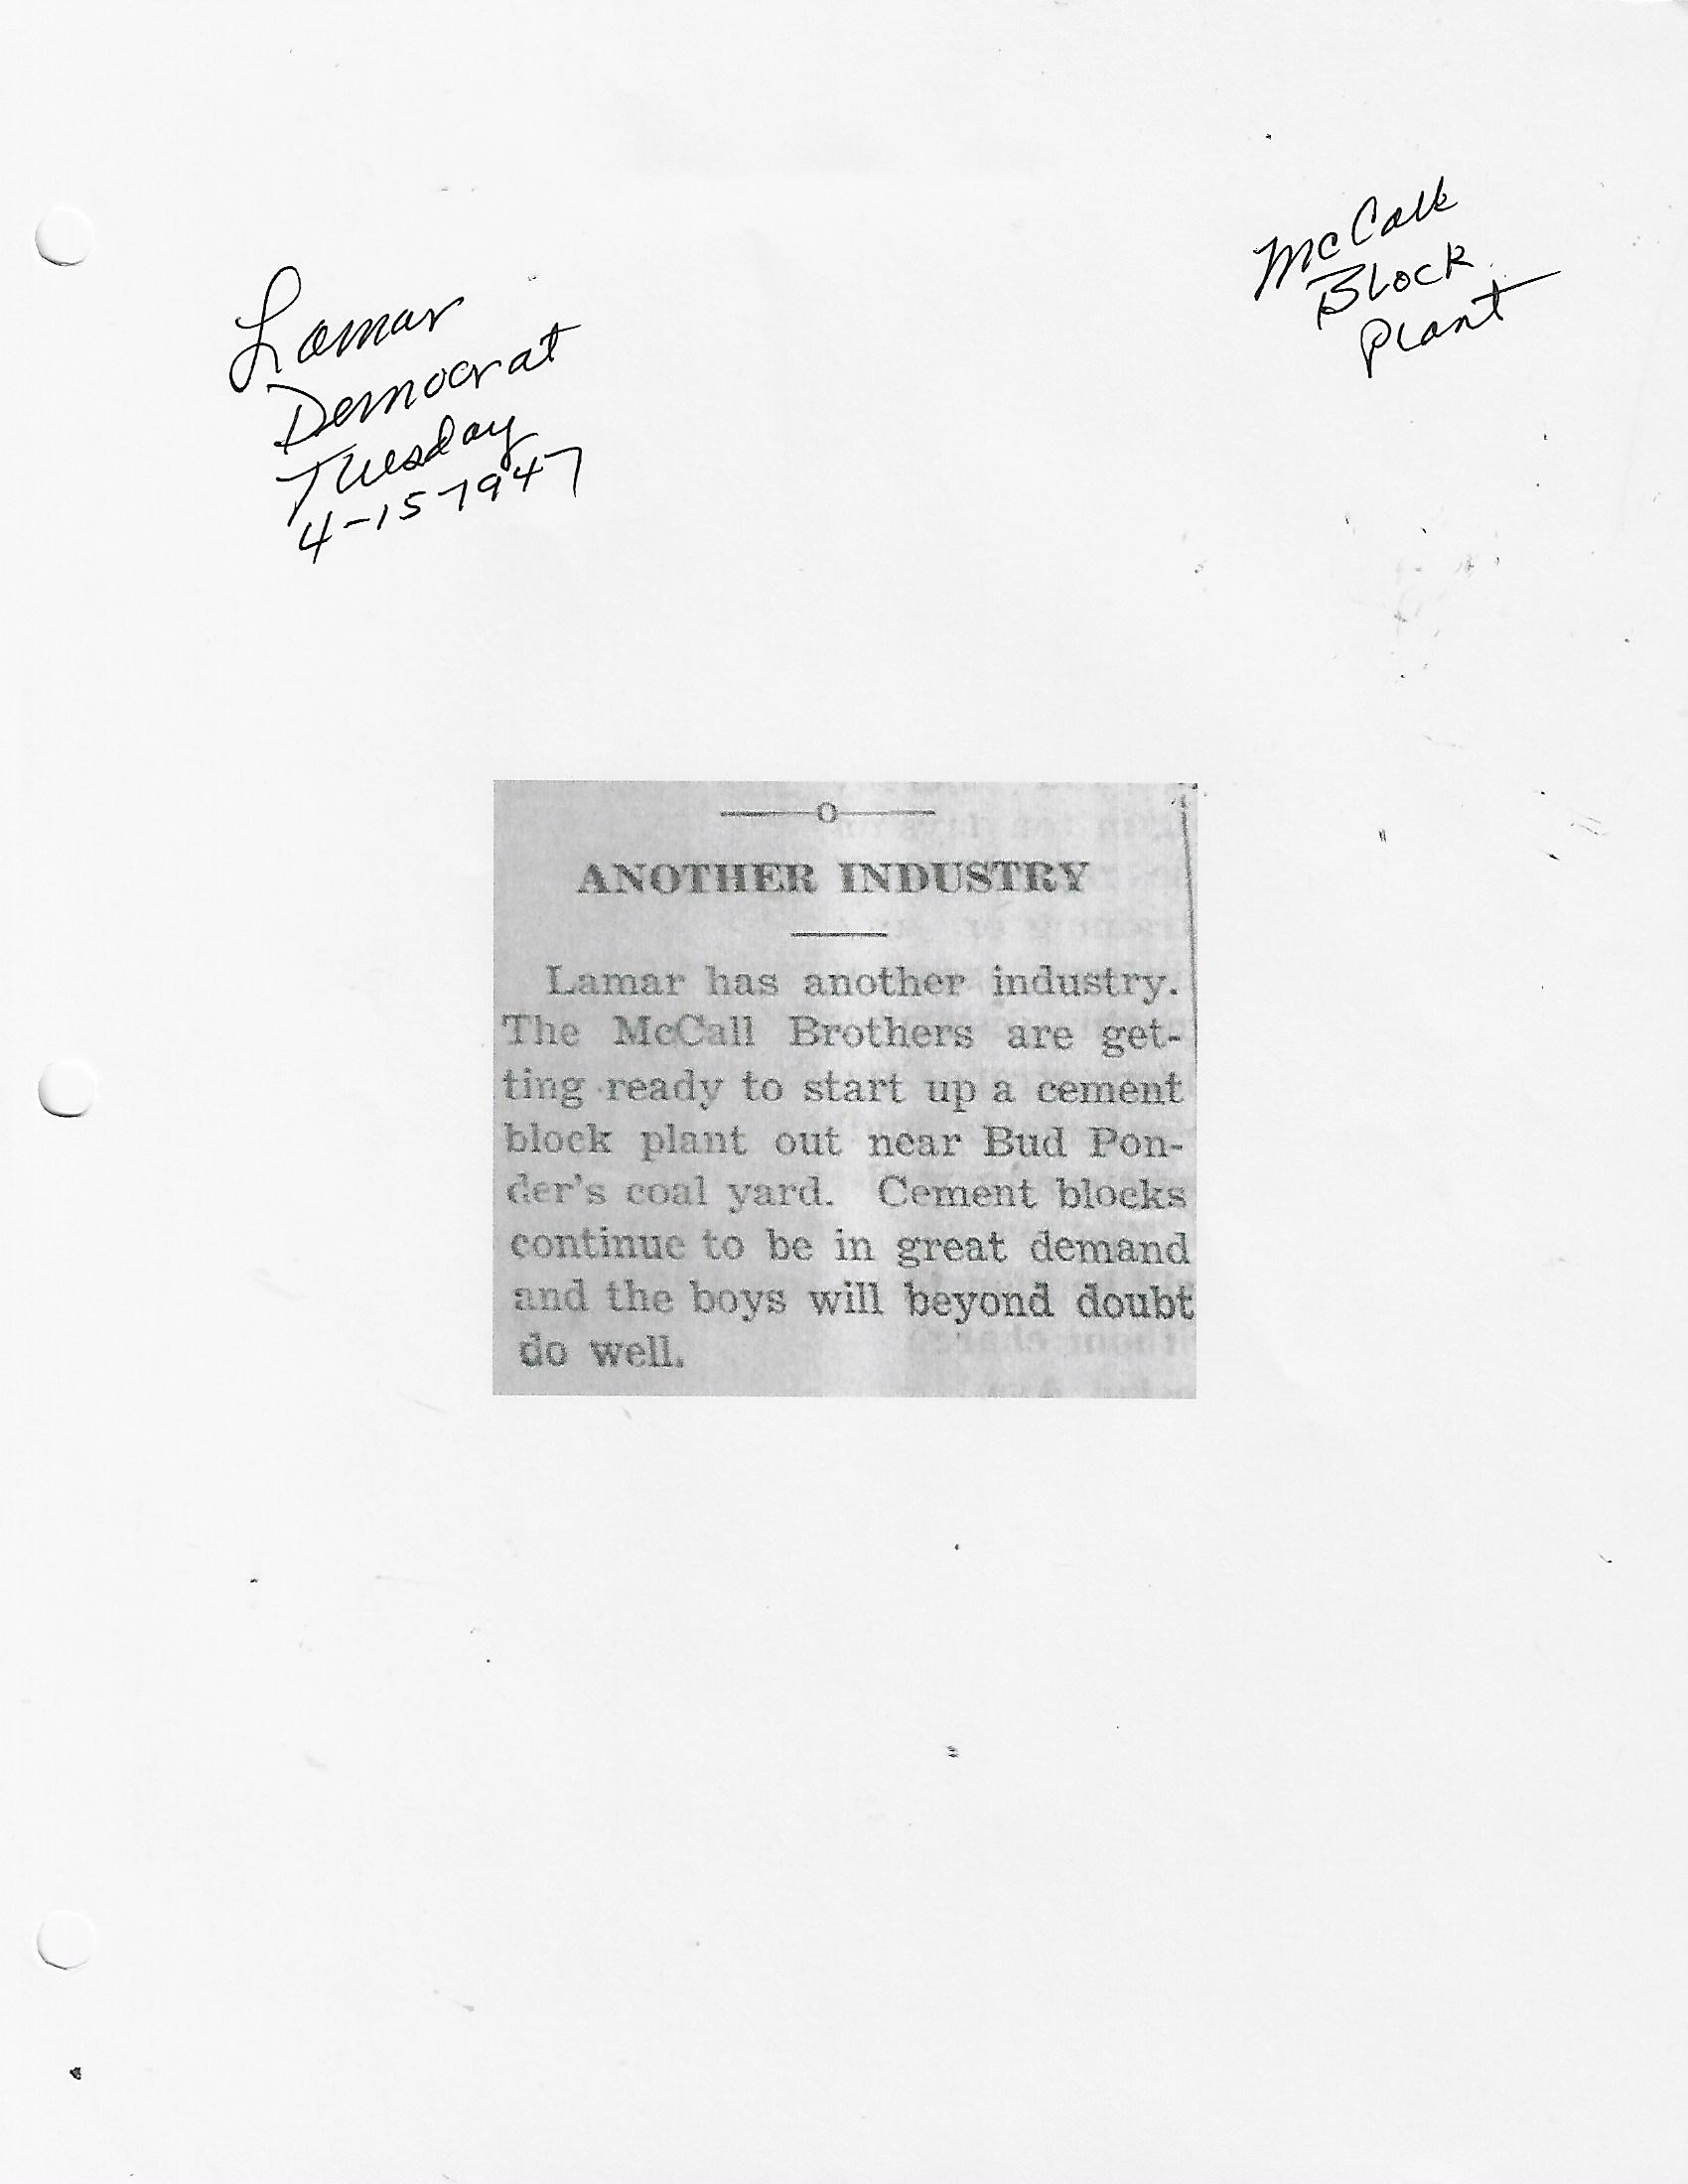 McCall
Block
Plant
Lamar
Democrat
Tuesday
4-15-1947
O
ANOTHER INDUSTRY
Lamar has another industry.
The McCall Brothers are get-
ting ready to start up a cement
block plant out near Bud Pon-
der's coal yard. Cement blocks
continue to be in great demand
and the boys will beyond doubt
do well.